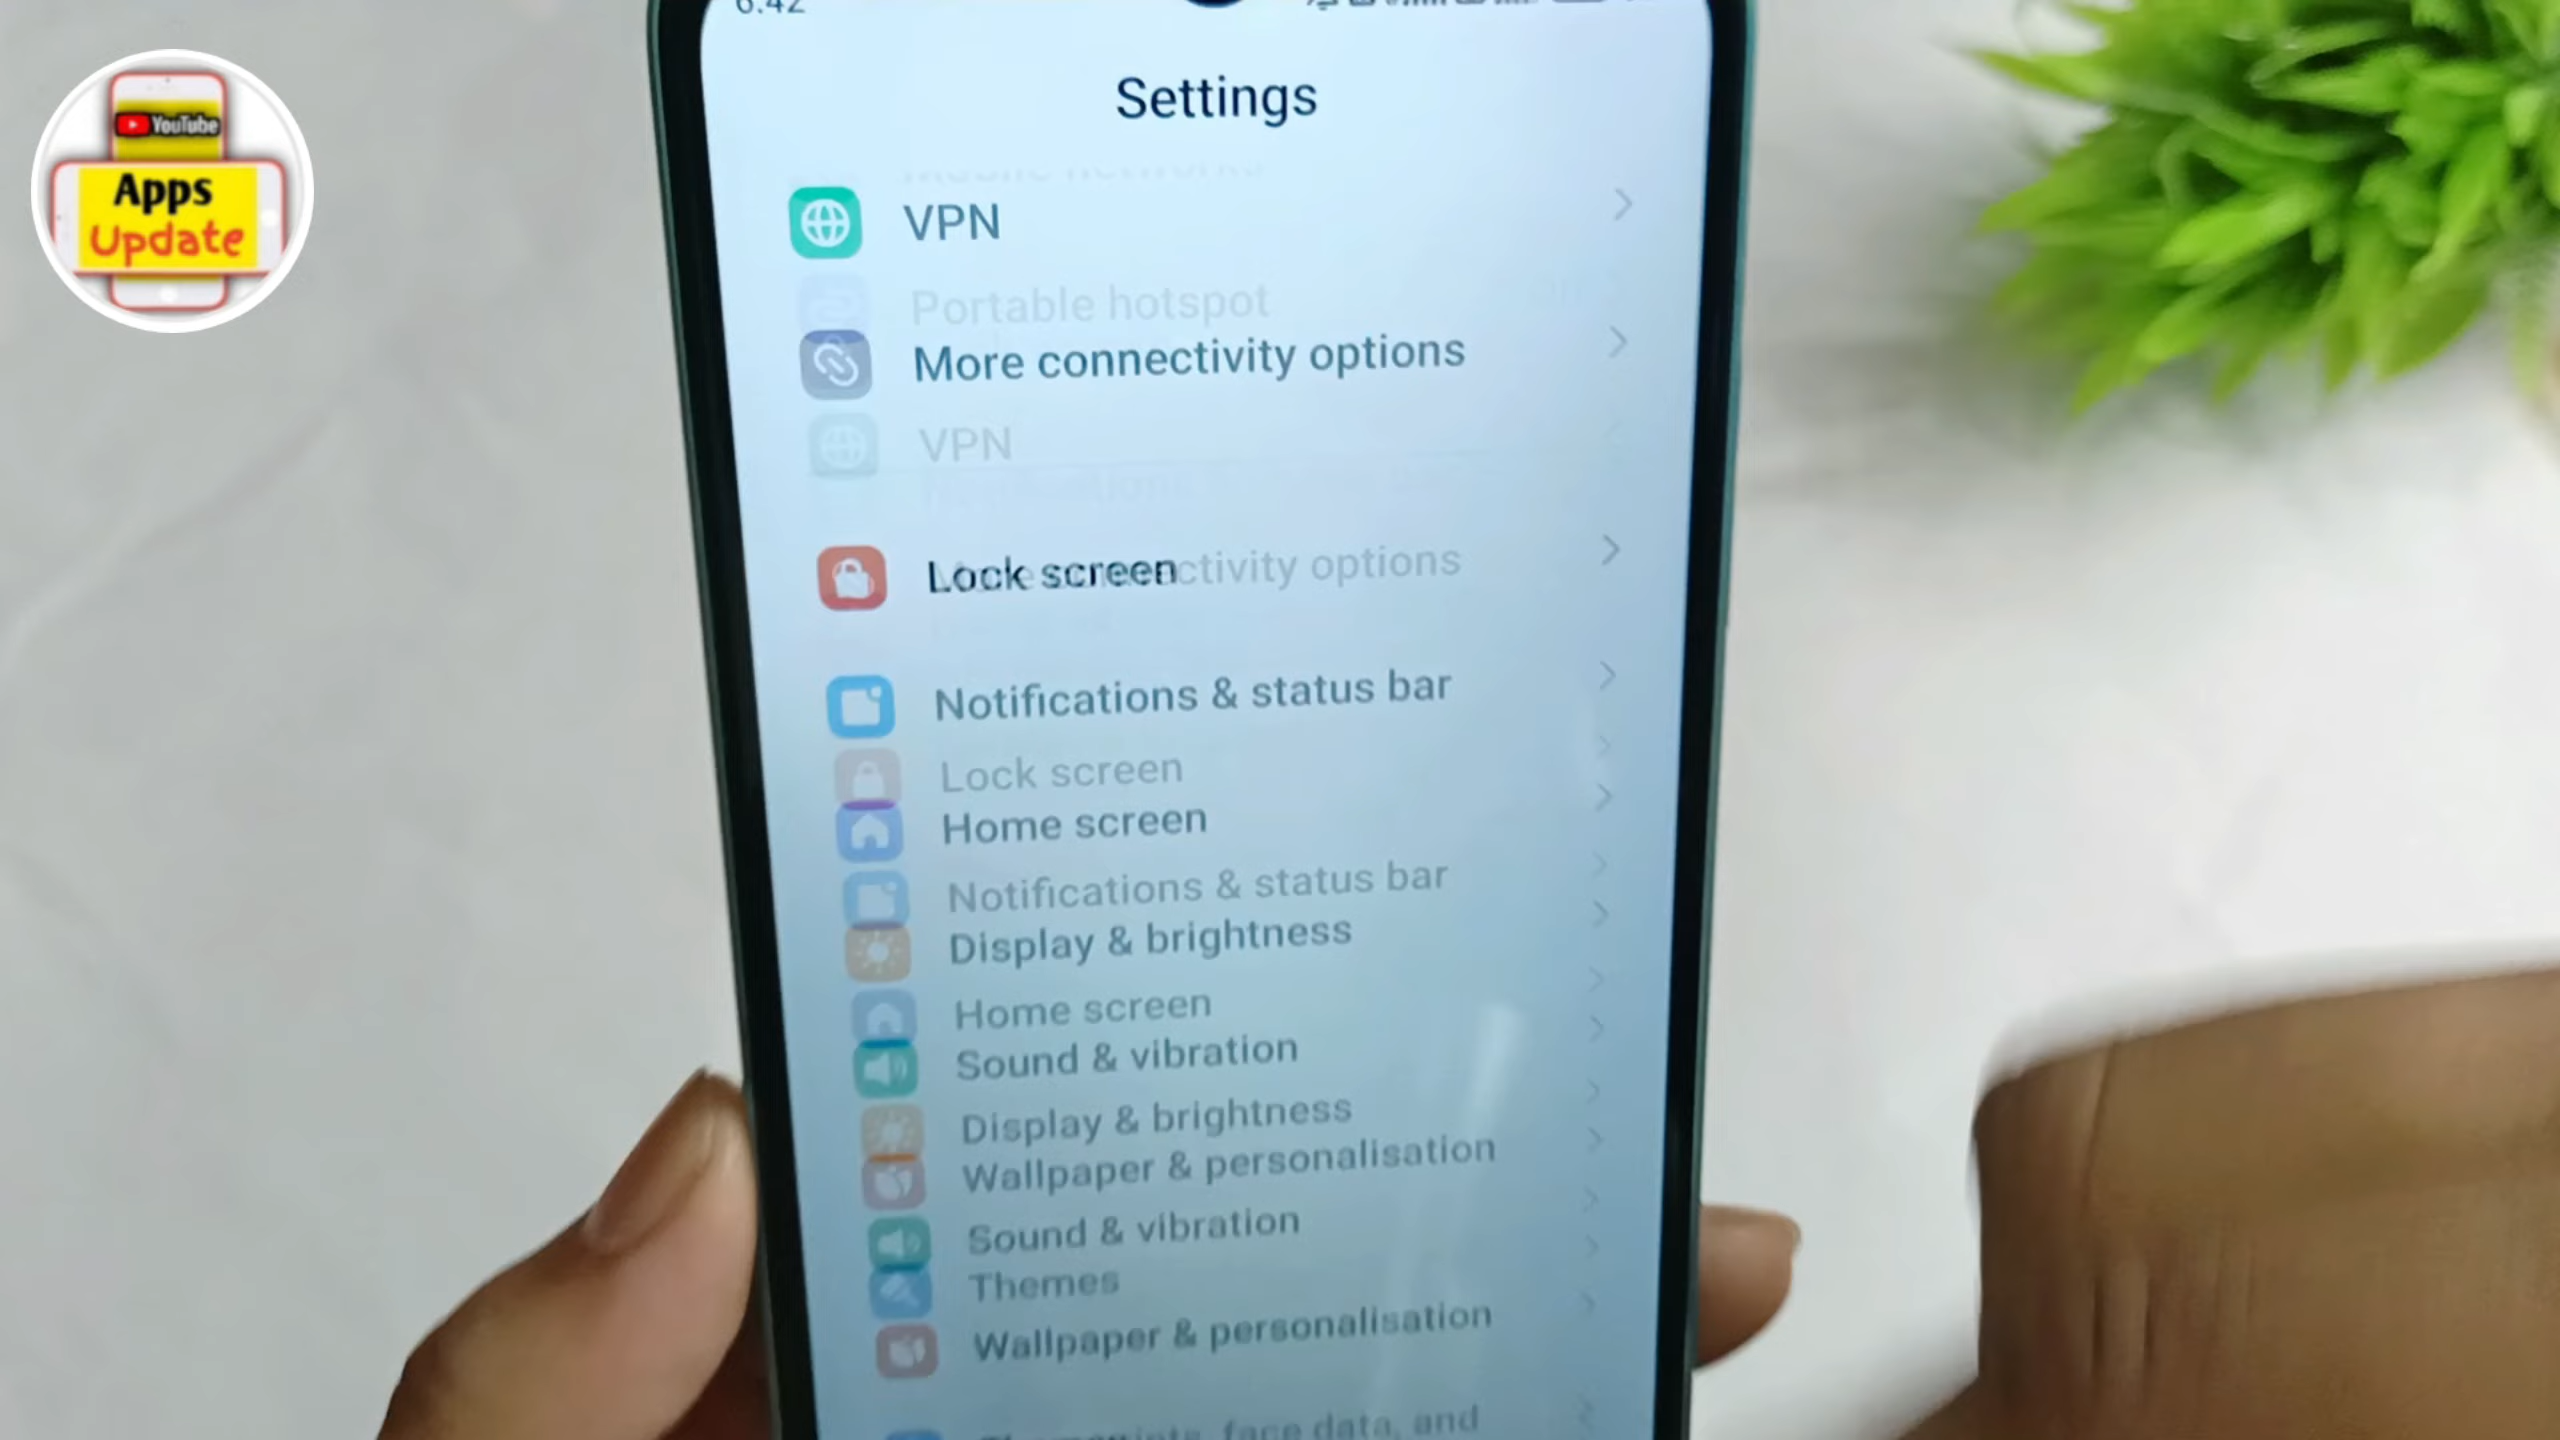 6:42
YouTube
Apps
Update
Settings
VPN
Portable hotspot
More connectivity options
VPN
Lock screen
ctivity options
Notifications & status bar
Lock screen
Home screen
Notifications & status bar
Display & brightness
Home screen
Sound & vibration
Display & brightness
Wallpaper & personalisation
Sound & vibration
Themes
Wallpaper & personalisation
face data, and